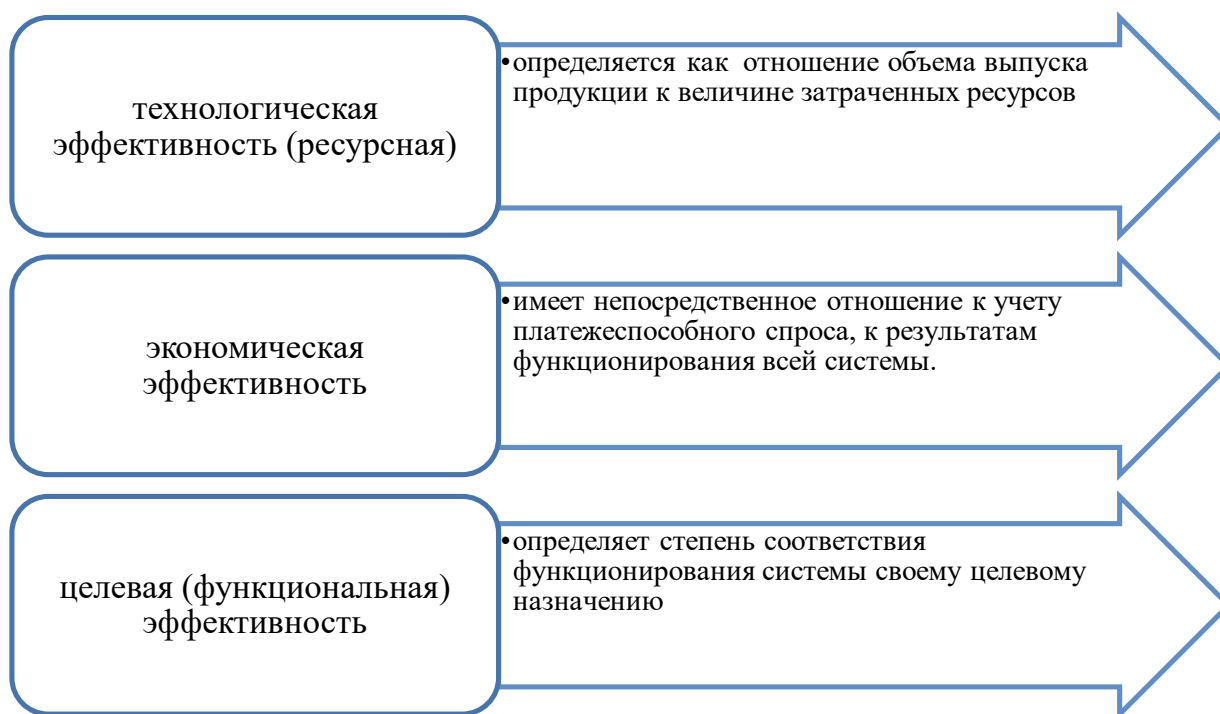 технологическая
эффективность (ресурсная)
•определяется как отношение объема выпуска
продукции к величине затраченных ресурсов
экономическая
эффективность
•имеет непосредственное отношение к учету
платежеспособного спроса, к результатам
функционирования всей системы.
целевая (функциональная)
эффективность
•определяет степень соответствия
функционирования системы своему целевому
назначению